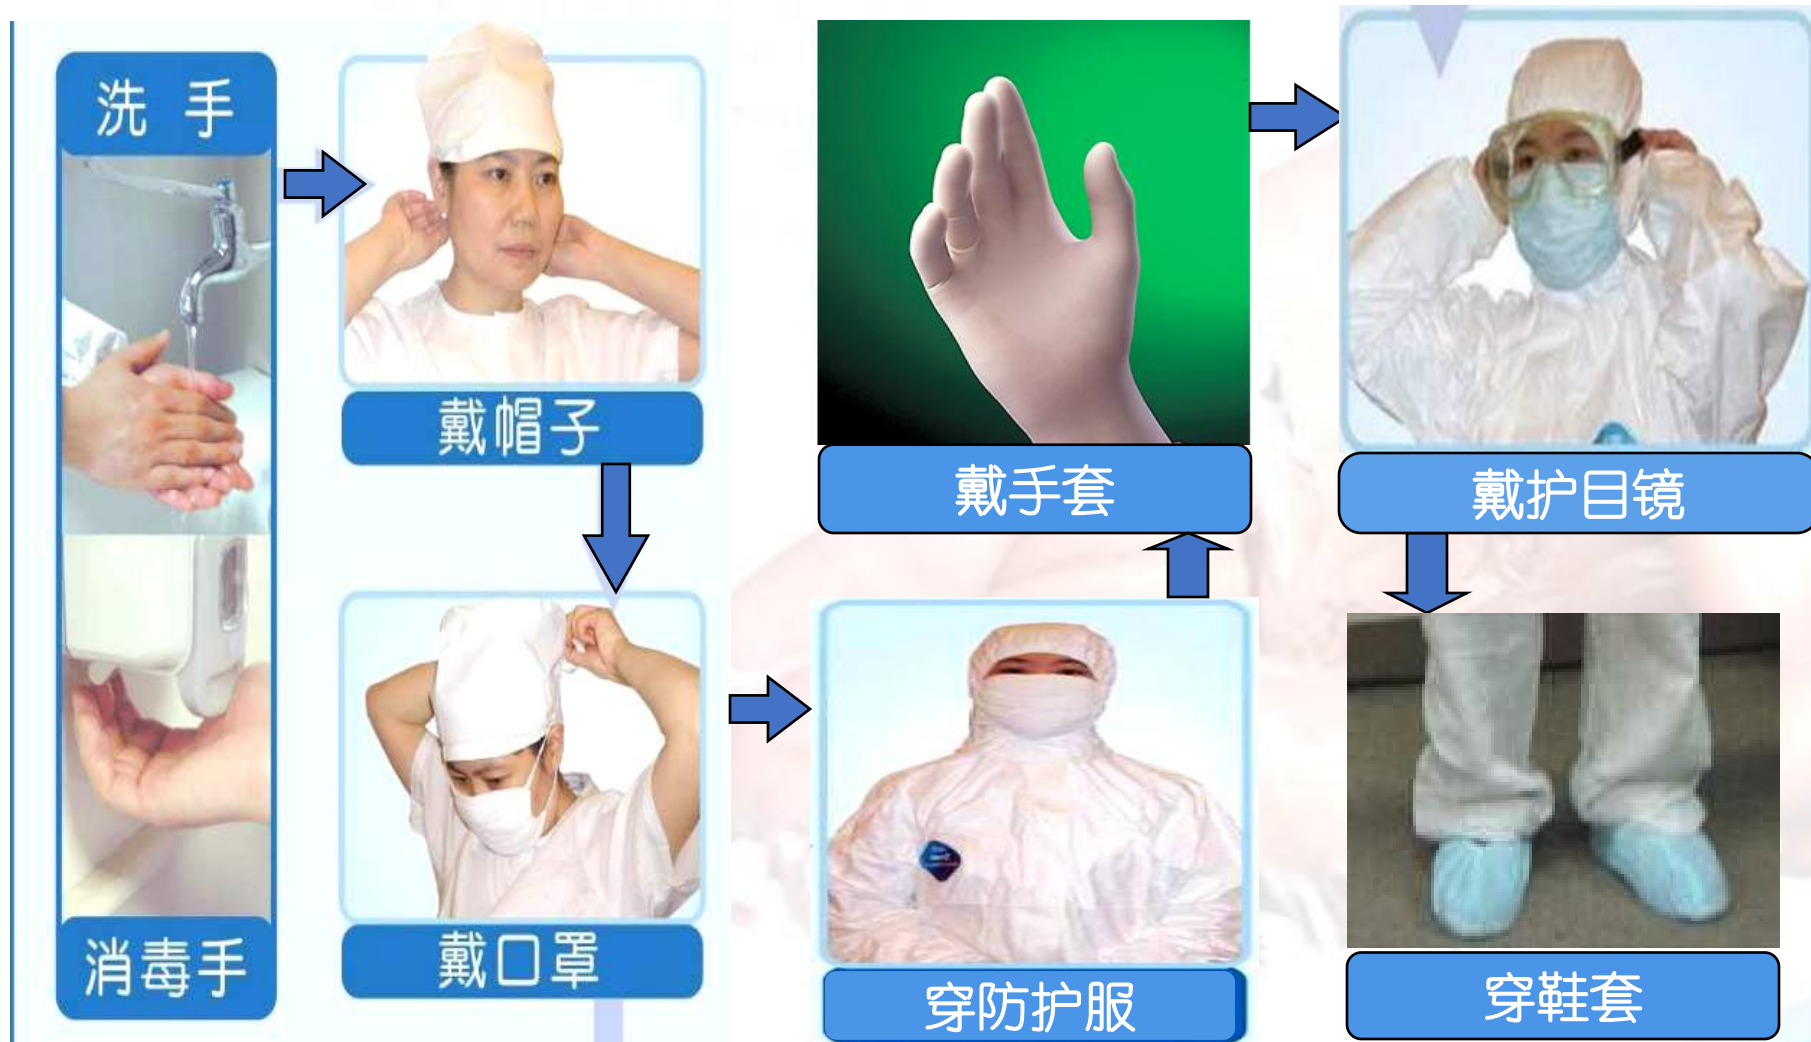 洗 手
消毒手
戴帽子
戴口罩
穿防护服
戴手套
戴护目镜
穿鞋套